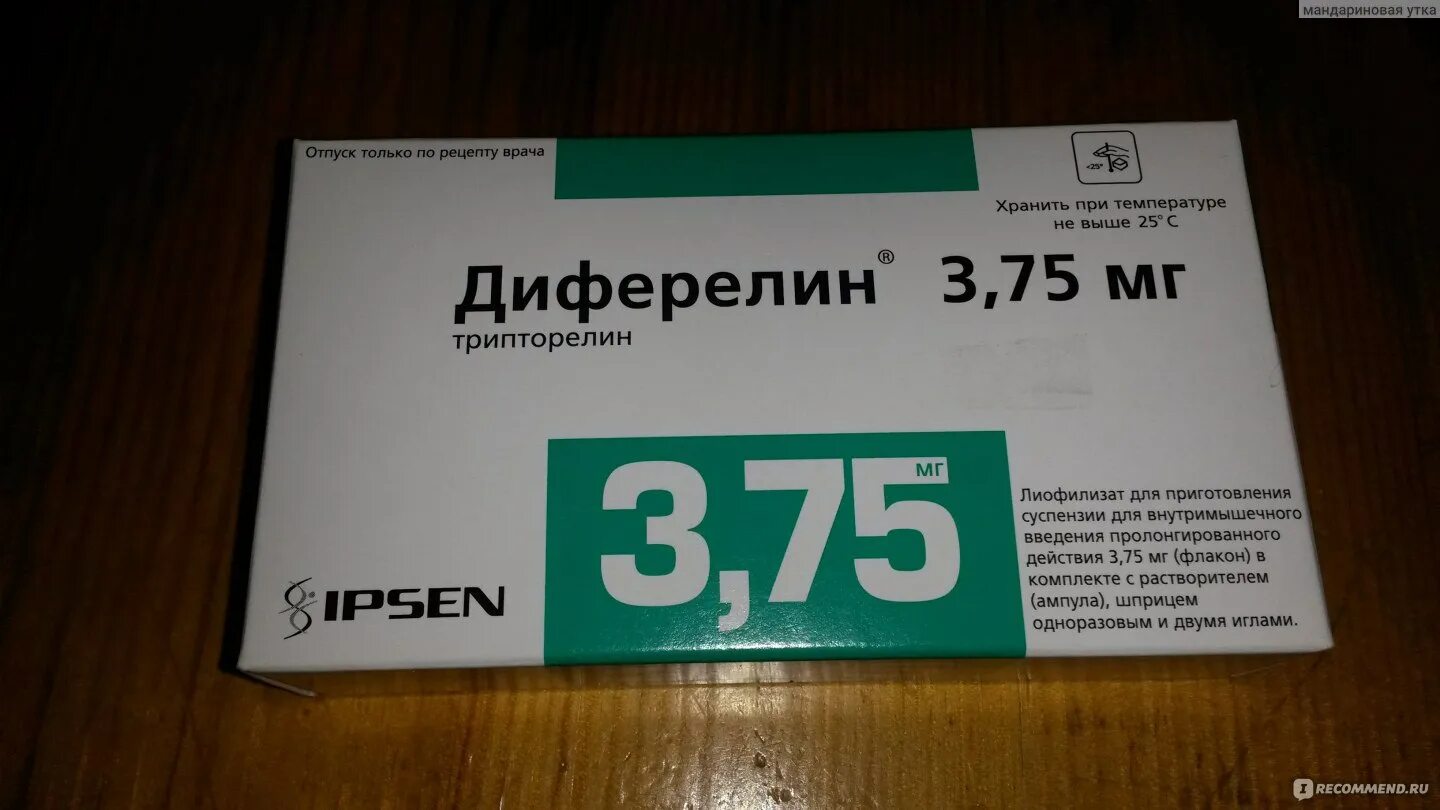 мандариновая утка
Отпуск только по рецепту врача
<25°
Хранить при температуре
не выше 25°С
Диферелин® 3,75 мг
трипторелин
3,75 мг
Лиофилизат для приготовления
суспензии для внутримышечного
введения пролонгированного
действия 3,75 мг (флакон) в
комплекте с растворителем
(ампула), шприцем
одноразовым и двумя иглами.
IPSEN
IRECOMMEND.RU